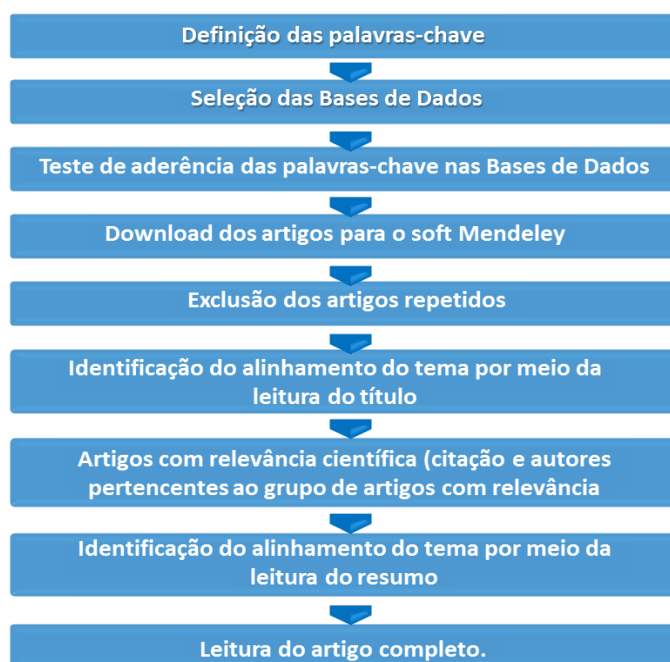 Definição das palavras-chave
Seleção das Bases de Dados
Teste de aderência das palavras-chave nas Bases de Dados
Download dos artigos para o soft Mendeley
Exclusão dos artigos repetidos
Identificação do alinhamento do tema por meio da
leitura do título
Artigos com relevância científica (citação e autores
pertencentes ao grupo de artigos com relevância
Identificação do alinhamento do tema por meio da
leitura do resumo
Leitura do artigo completo.